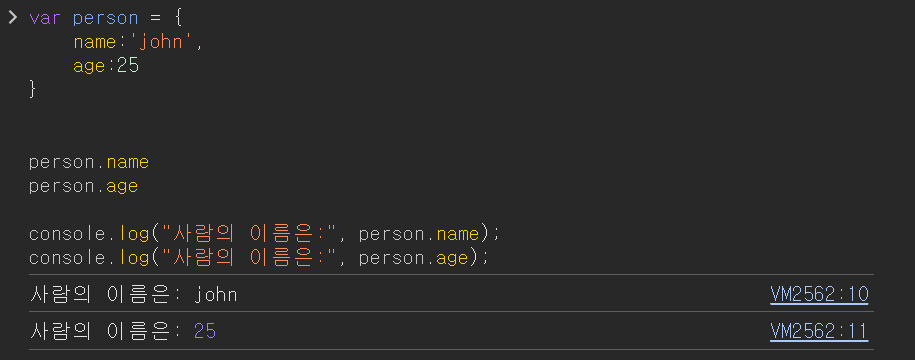 var person = {
    name:'john',
    age:25
}
person.name
person.age
console.log("사람의 이름은:", person.name);
console.log("사람의 이름은:", person.age);
사람의 이름은: john VM2562:10
사람의 이름은: 25 VM2562:11